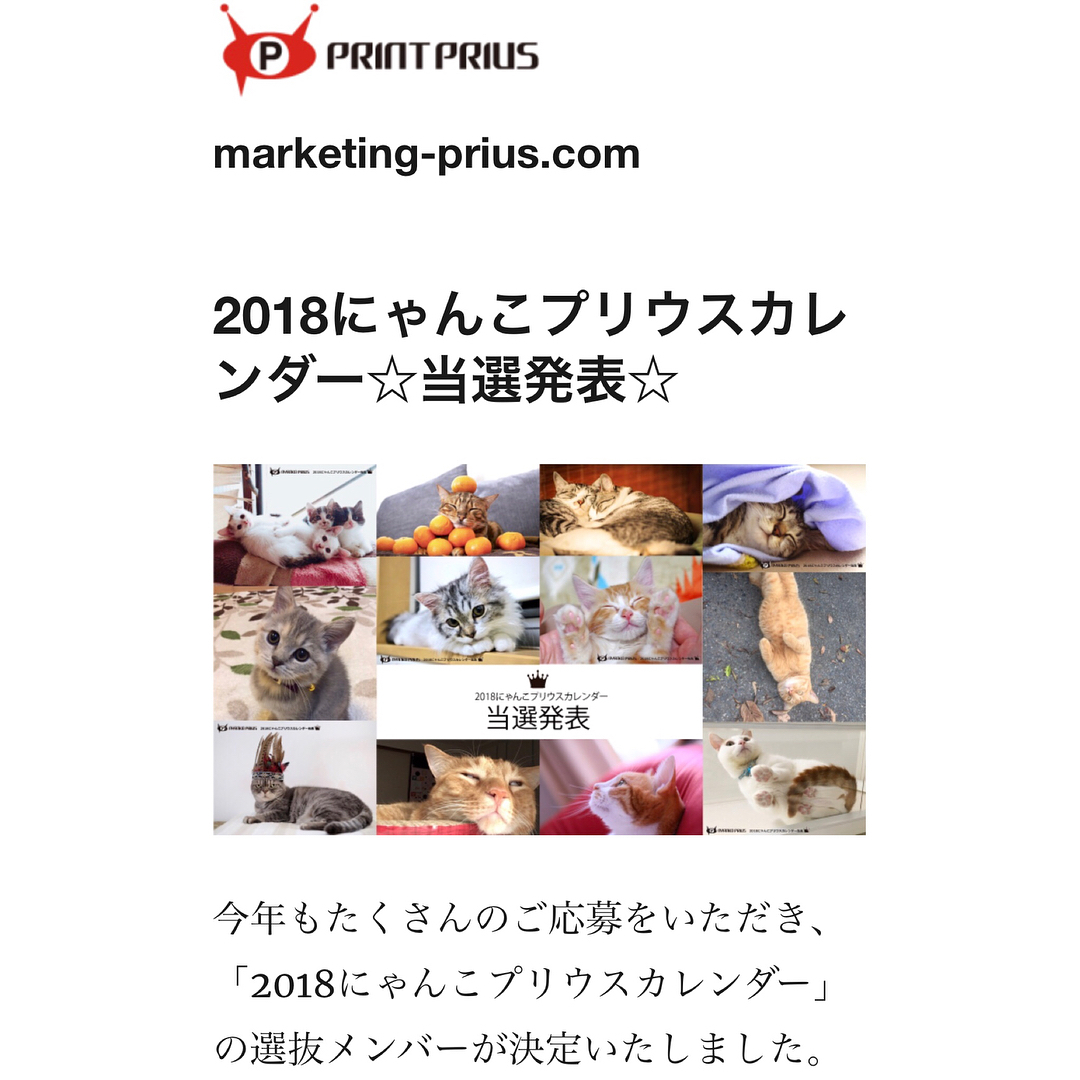 P PRINT PRIUS
marketing-prius.com
2018にゃんこプリウスカレ
ンダー☆当選発表☆
2018にゃんこプリウスカレンダー
当選発表
今年もたくさんのご応募をいただき、
「2018にゃんこプリウスカレンダー」
の選抜メンバーが決定いたしました。